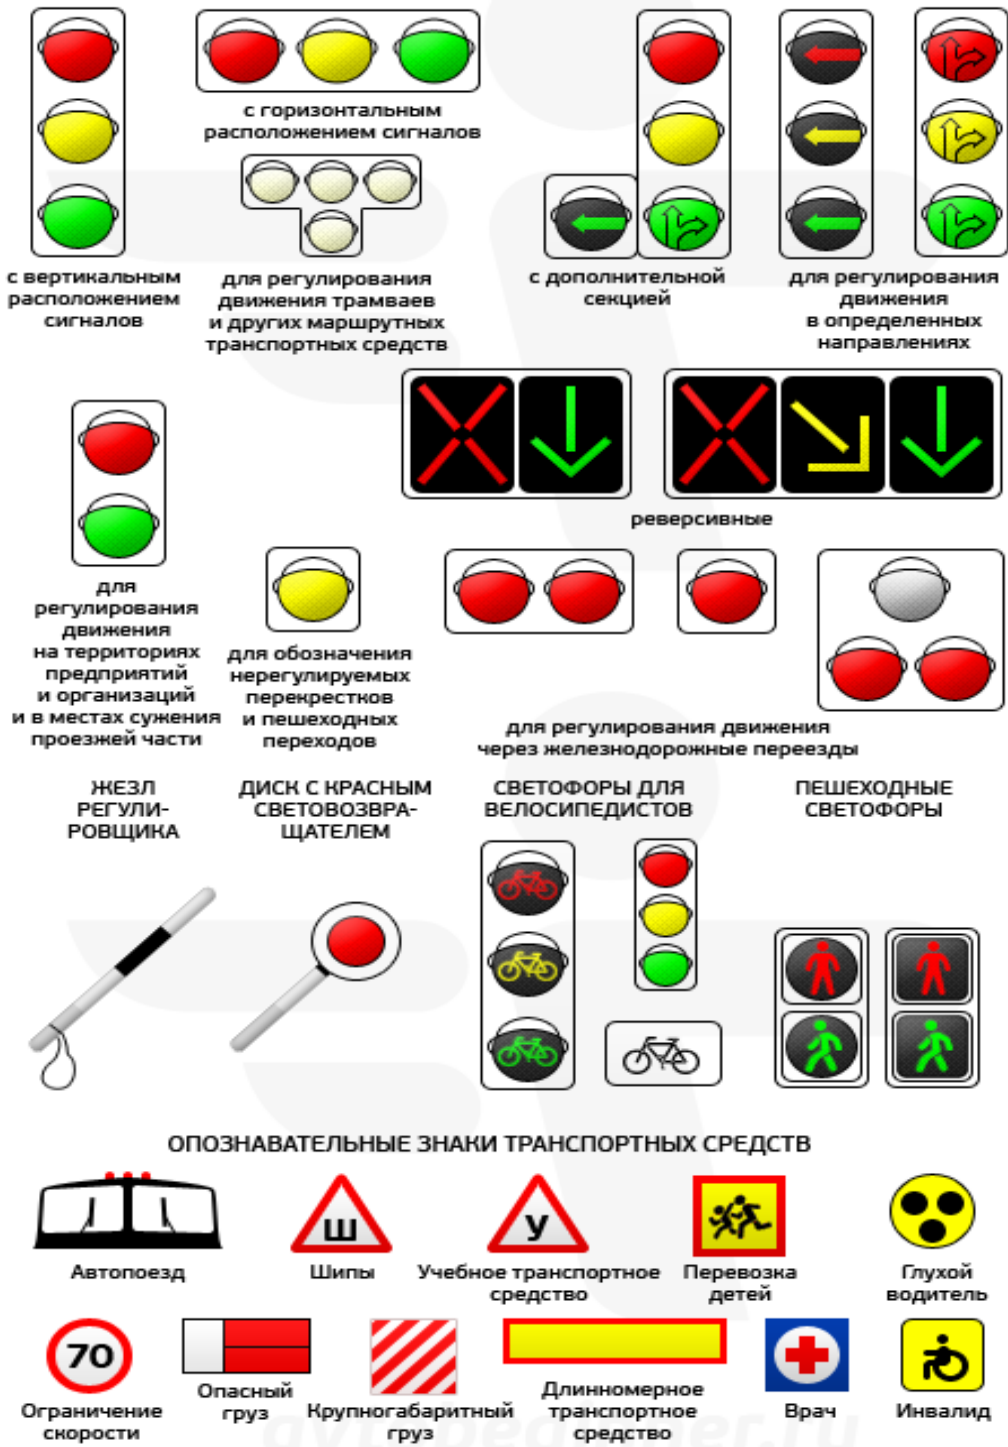 с вертикальным
расположением
сигналов
с горизонтальным
расположением сигналов
для регулирования
движения трамваев
и других маршрутных
транспортных средств
с дополнительной
секцией
для регулирования
движения
в определенных
направлениях
реверсивные
для
регулирования
движения
на территориях
предприятий
и организаций
и в местах сужения
проезжей части
для обозначения
нерегулируемых
перекрестков
и пешеходных
переходов
для регулирования движения
через железнодорожные переезды
ЖЕЗЛ
РЕГУЛИ-
РОВЩИКА
ДИСК С КРАСНЫМ
СВЕТОВОЗВРА-
ЩАТЕЛЕМ
СВЕТОФОРЫ ДЛЯ
ВЕЛОСИПЕДИСТОВ
ПЕШЕХОДНЫЕ
СВЕТОФОРЫ
ОПОЗНАВАТЕЛЬНЫЕ ЗНАКИ ТРАНСПОРТНЫХ СРЕДСТВ
Автопоезд
Ш
Шипы
У
Учебное транспортное
средство
Перевозка
детей
Глухой
водитель
70
Ограничение
скорости
Опасный
груз
Крупногабаритный
груз
Длинномерное
транспортное
средство
Врач
Инвалид